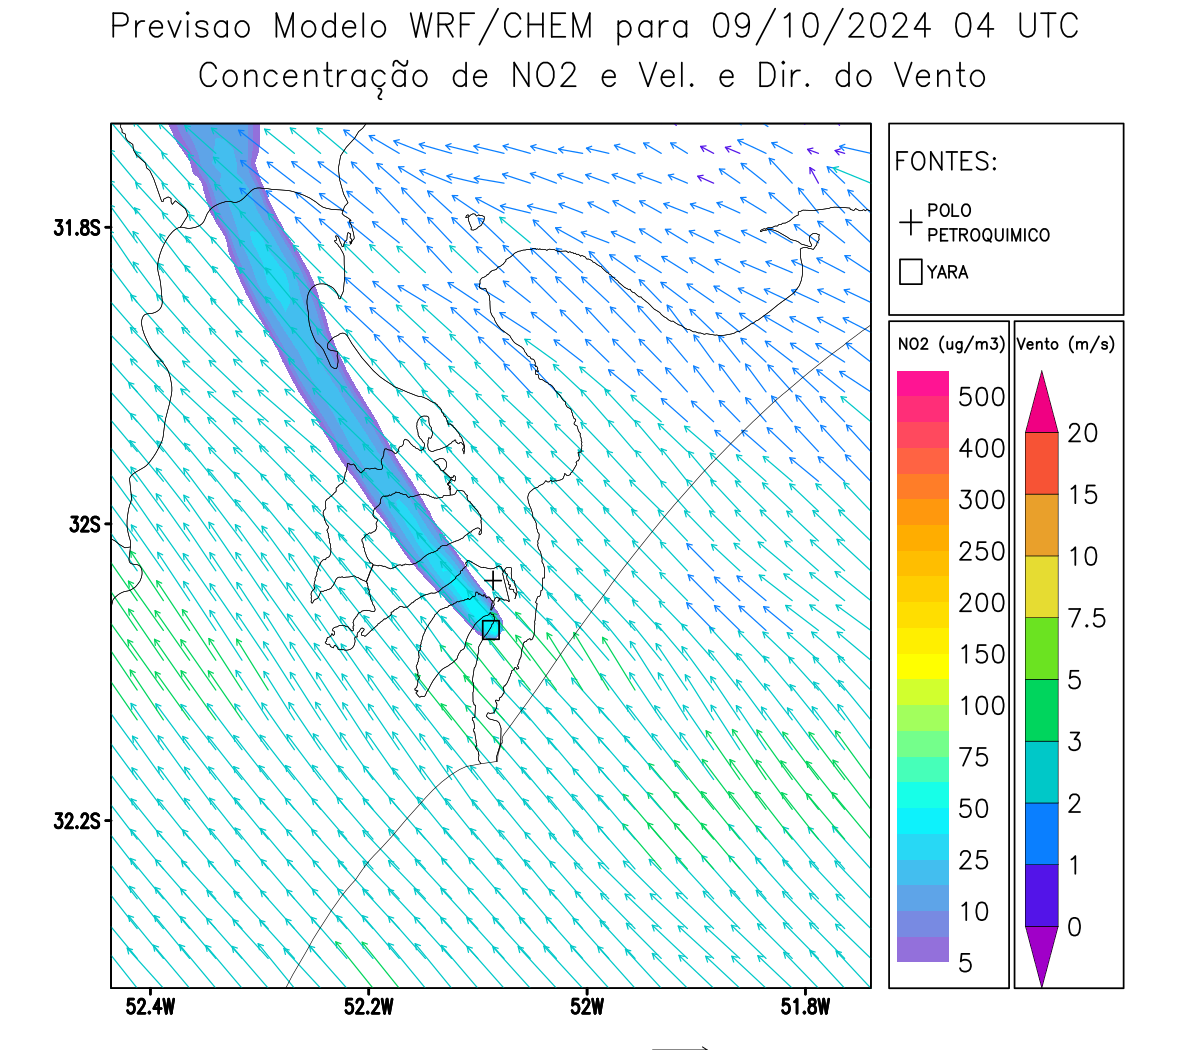 Previsao Modelo WRF/CHEM para 09/10/2024 04 UTC
Concentração de NO2 e Vel. e Dir. do Vento
FONTES:
POLO
PETROQUIMICO
YARA
NO2 (ug/m3)
500
400
300
250
200
150
100
75
50
25
10
5
Vento (m/s)
20
15
10
7.5
5
3
2
1
0
31.8S
32S
32.2S
52.4W
52.2W
52W
51.8W